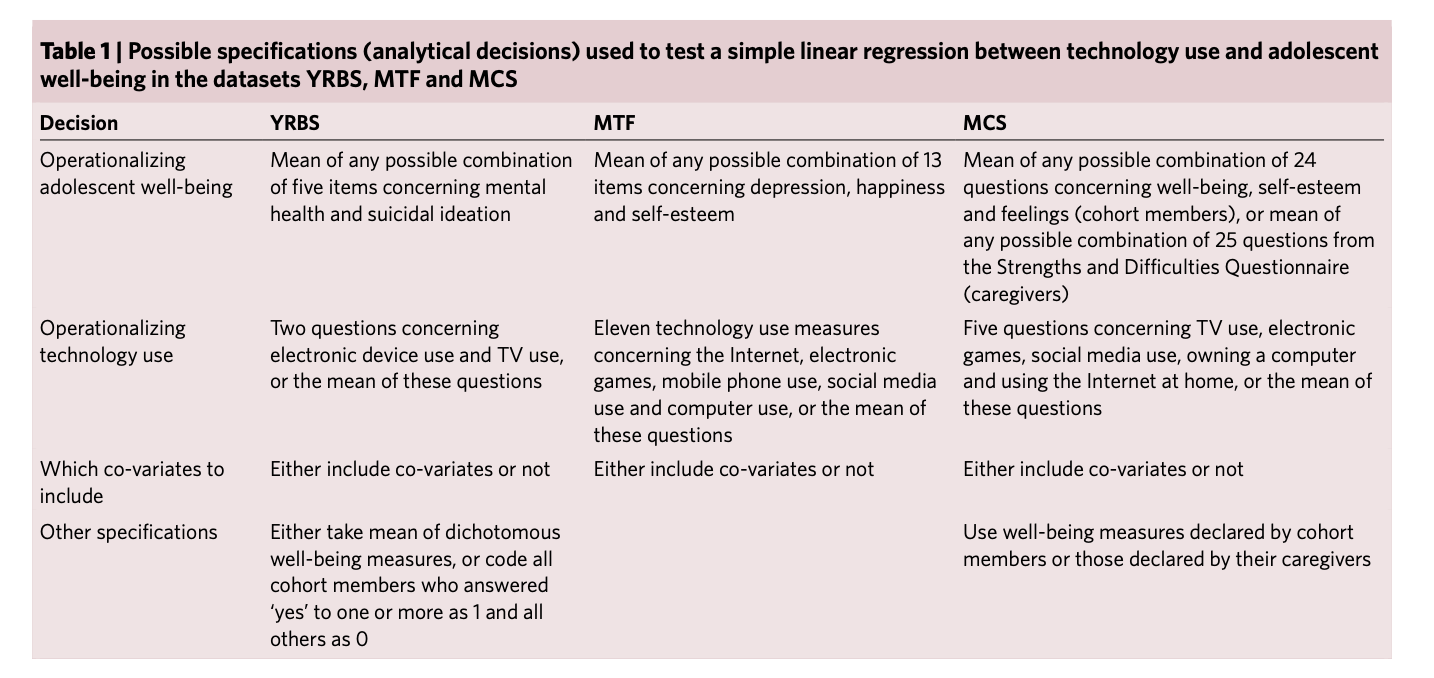 Table 1 | Possible specifications (analytical decisions) used to test a simple linear regression between technology use and adolescent
well-being in the datasets YRBS, MTF and MCS
Decision YRBS MTF MCS
Operationalizing
adolescent well-being
Mean of any possible combination
of five items concerning mental
health and suicidal ideation
Mean of any possible combination of 13
items concerning depression, happiness
and self-esteem
Mean of any possible combination of 24
questions concerning well-being, self-esteem
and feelings (cohort members), or mean of
any possible combination of 25 questions from
the Strengths and Difficulties Questionnaire
(caregivers)
Operationalizing
technology use
Two questions concerning
electronic device use and TV use,
or the mean of these questions
Eleven technology use measures
concerning the Internet, electronic
games, mobile phone use, social media
use and computer use, or the mean of
these questions
Five questions concerning TV use, electronic
games, social media use, owning a computer
and using the Internet at home, or the mean of
these questions
Which co-variates to
include
Either include co-variates or not
Either include co-variates or not
Either include co-variates or not
Other specifications
Either take mean of dichotomous
well-being measures, or code all
cohort members who answered
‘yes’ to one or more as 1 and all
others as 0
Use well-being measures declared by cohort
members or those declared by their caregivers